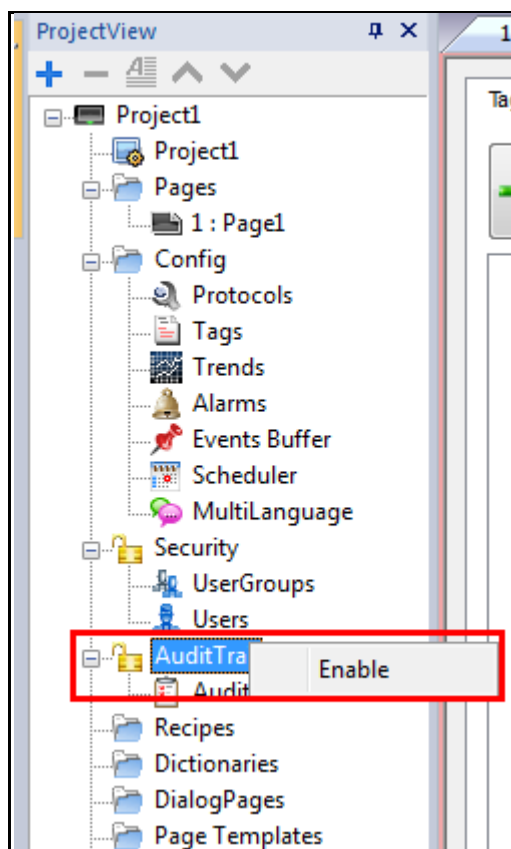 ProjectView
1
Ta
Project1
Project1
Pages
1 : Page1
Config
Protocols
Tags
Trends
Alarms
Events Buffer
Scheduler
MultiLanguage
Security
UserGroups
Users
AuditTra
Enable
Audit
Recipes
Dictionaries
DialogPages
Page Templates